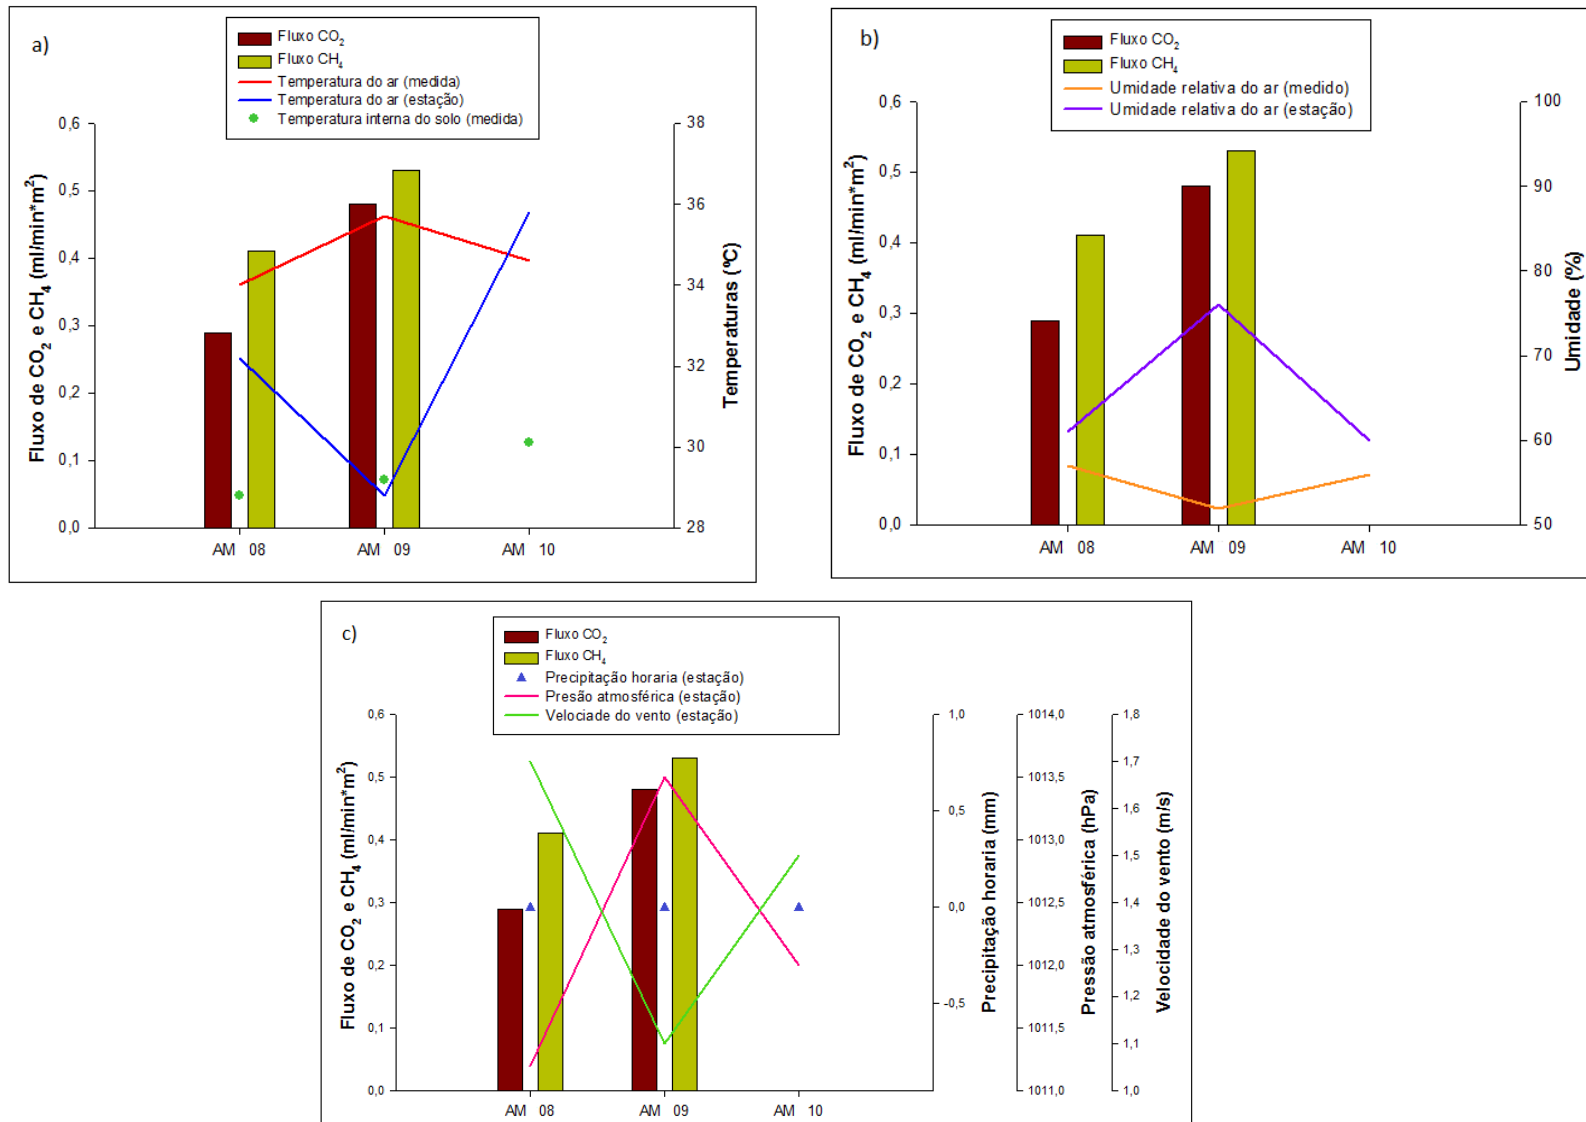 a)
Fluxo CO2
Fluxo CH4
Temperatura do ar (medida)
Temperatura do ar (estação)
Temperatura interna do solo (medida)
Fluxo de CO2 e CH4 (ml/min*m2)
0,6
0,5
0,4
0,3
0,2
0,1
0,0
38
36
34
32
30
28
Temperaturas (ºC)
AM 08
AM 09
AM 10
b)
Fluxo CO2
Fluxo CH4
Umidade relativa do ar (medido)
Umidade relativa do ar (estação)
Fluxo de CO2 e CH4 (ml/min*m2)
0,6
0,5
0,4
0,3
0,2
0,1
0,0
100
90
80
70
60
50
Umidade (%)
AM 08
AM 09
AM 10
c)
Fluxo CO2
Fluxo CH4
Precipitação horaria (estação)
Presão atmosférica (estação)
Velociade do vento (estação)
Fluxo de CO2 e CH4 (ml/min*m2)
0,6
0,5
0,4
0,3
0,2
0,1
0,0
1,0
0,5
0,0
-0,5
Precipitação horaria (mm)
1014,0
1013,5
1013,0
1012,5
1012,0
1011,5
1011,0
Pressão atmosférica (hPa)
1,8
1,7
1,6
1,5
1,4
1,3
1,2
1,1
1,0
Velocidade do vento (m/s)
AM 08
AM 09
AM 10